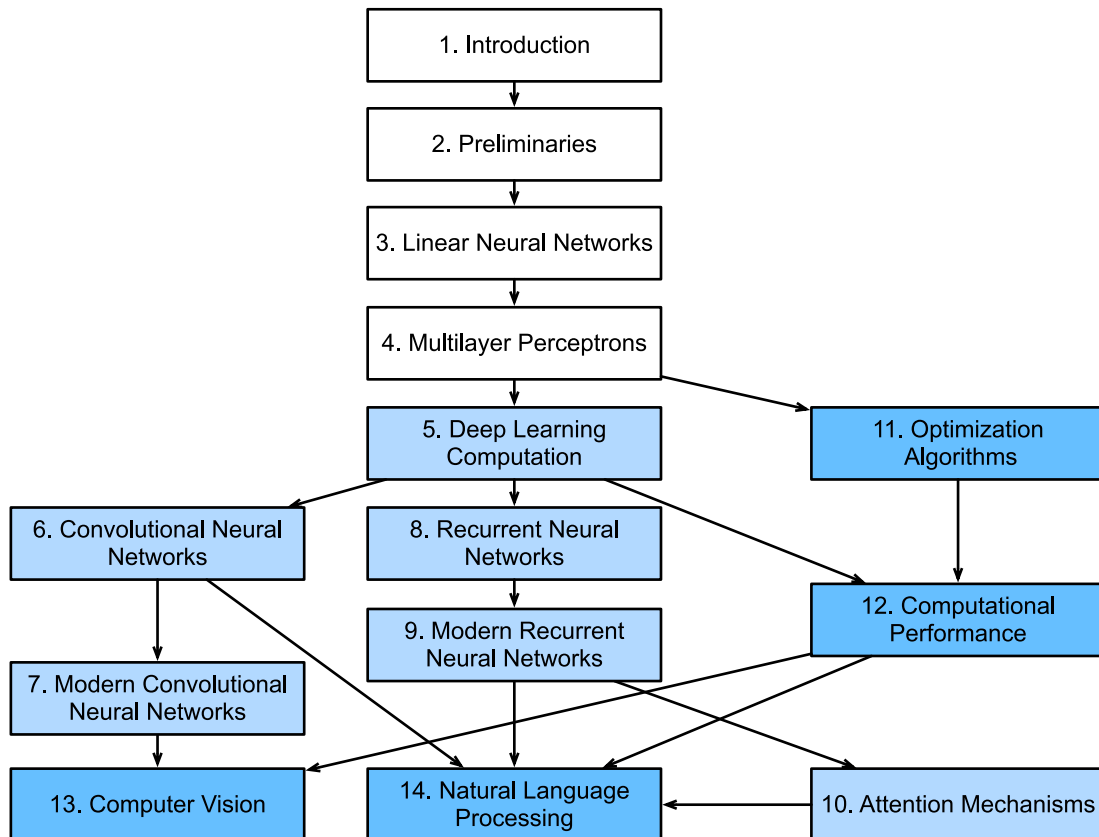 1. Introduction
2. Preliminaries
3. Linear Neural Networks
4. Multilayer Perceptrons
5. Deep Learning
Computation
11. Optimization
Algorithms
6. Convolutional Neural
Networks
8. Recurrent Neural
Networks
12. Computational
Performance
9. Modern Recurrent
Neural Networks
7. Modern Convolutional
Neural Networks
13. Computer Vision
14. Natural Language
Processing
10. Attention Mechanisms